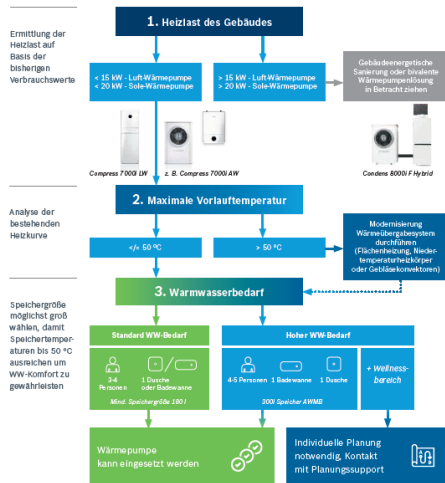 Ermittlung der
Heizlast auf
Basis der
bisherigen
Verbrauchswerte
1. Heizlast des Gebäudes
< 15 kW - Luft-Wärmepumpe
< 20 kW - Sole-Wärmepumpe
> 15 kW - Luft-Wärmepumpe
> 20 kW - Sole-Wärmepumpe
Gebäudeenergetische
Sanierung oder bivalente
Wärmepumpenlösung
in Betracht ziehen
Compress 7000i LW
z. B. Compress 7000i AW
Condens 8000i F Hybrid
Analyse der
bestehenden
Heizkurve
2. Maximale Vorlauftemperatur
</= 50 °C
> 50 °C
Modernisierung
Wärmeübergabesystem
durchführen
(Flächenheizung, Nieder-
temperaturheizkörper
oder Gebläsekonvektoren)
Speichergröße
möglichst groß
wählen, damit
Speichertemper-
aturen bis 50 °C
ausreichen um
WW-Komfort zu
gewährleisten
3. Warmwasserbedarf
Standard WW-Bedarf
2-4
Personen
1 Dusche
oder Badewanne
Mind. Speichergröße 180 l
Hoher WW-Bedarf
4-5 Personen
1 Badewanne
1 Dusche
300l Speicher AWMB
+ Wellness-
bereich
Wärmepumpe
kann eingesetzt werden
Individuelle Planung
notwendig, Kontakt
mit Planungssupport